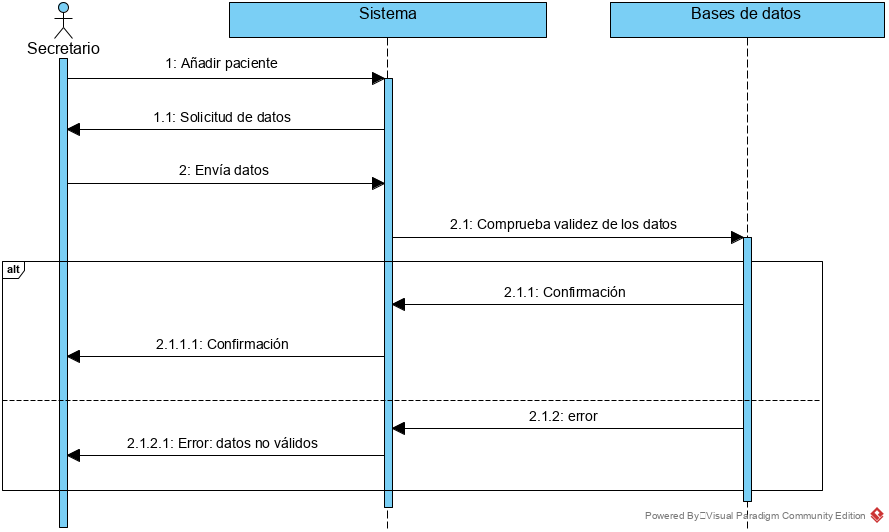 Sistema
Bases de datos
Secretario
1: Añadir paciente
1.1: Solicitud de datos
2: Envía datos
2.1: Comprueba validez de los datos
alt
2.1.1: Confirmación
2.1.1.1: Confirmación
2.1.2: error
2.1.2.1: Error: datos no válidos
Powered By Visual Paradigm Community Edition